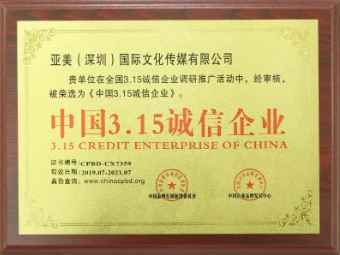 亚美（深圳）国际文化传媒有限公司
贵单位在全国3.15诚信企业调研推广活动中，经审核，
被荣选为《中国3.15诚信企业》。
中国3.15诚信企业
3.15 CREDIT ENTERPRISE OF CHINA
证书编号：CPBD-CX7359
有效日期：2019.07-2021.07
真伪查询：www.chinacpbd.org